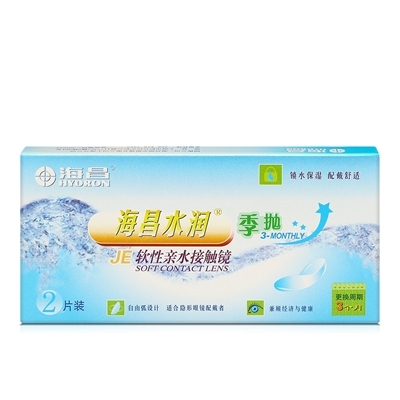 海昌
HYDRON
锁水保湿 配戴舒适
海昌水润®
季抛
3-MONTHLY
JE 软性亲水接触镜
SOFT CONTACT LENS
2片装
自由弧设计 适合隐形眼镜配戴者
兼顾经济与健康
更换周期
3个月